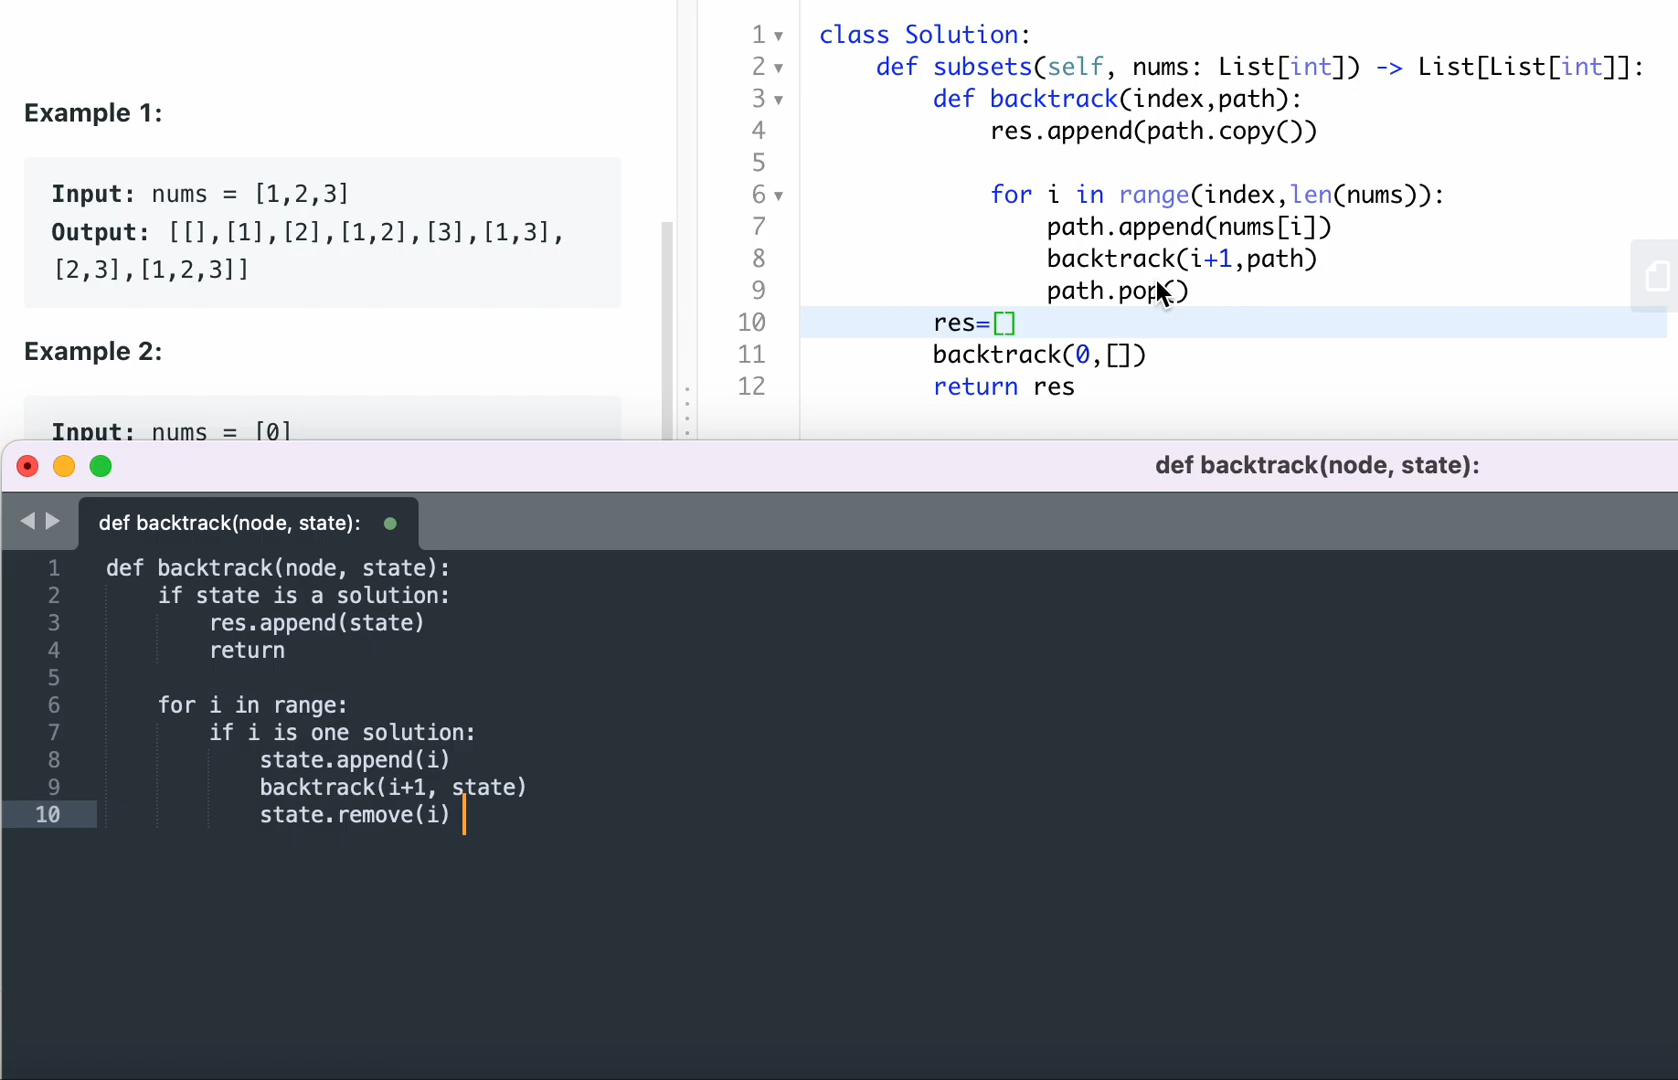 Example 1:
Input: nums = [1,2,3]
Output: [[],[1],[2],[1,2],[3],[1,3],
[2,3],[1,2,3]]
Example 2:
Input: nums = [0]
1 class Solution:
2 def subsets(self, nums: List[int]) -> List[List[int]]:
3 def backtrack(index,path):
4 res.append(path.copy())
5
6 for i in range(index,len(nums)):
7 path.append(nums[i])
8 backtrack(i+1,path)
9 path.pop()
10 res=[]
11 backtrack(0,[])
12 return res
def backtrack(node, state):
def backtrack(node, state):
1 def backtrack(node, state):
2 if state is a solution:
3 res.append(state)
4 return
5
6 for i in range:
7 if i is one solution:
8 state.append(i)
9 backtrack(i+1, state)
10 state.remove(i)